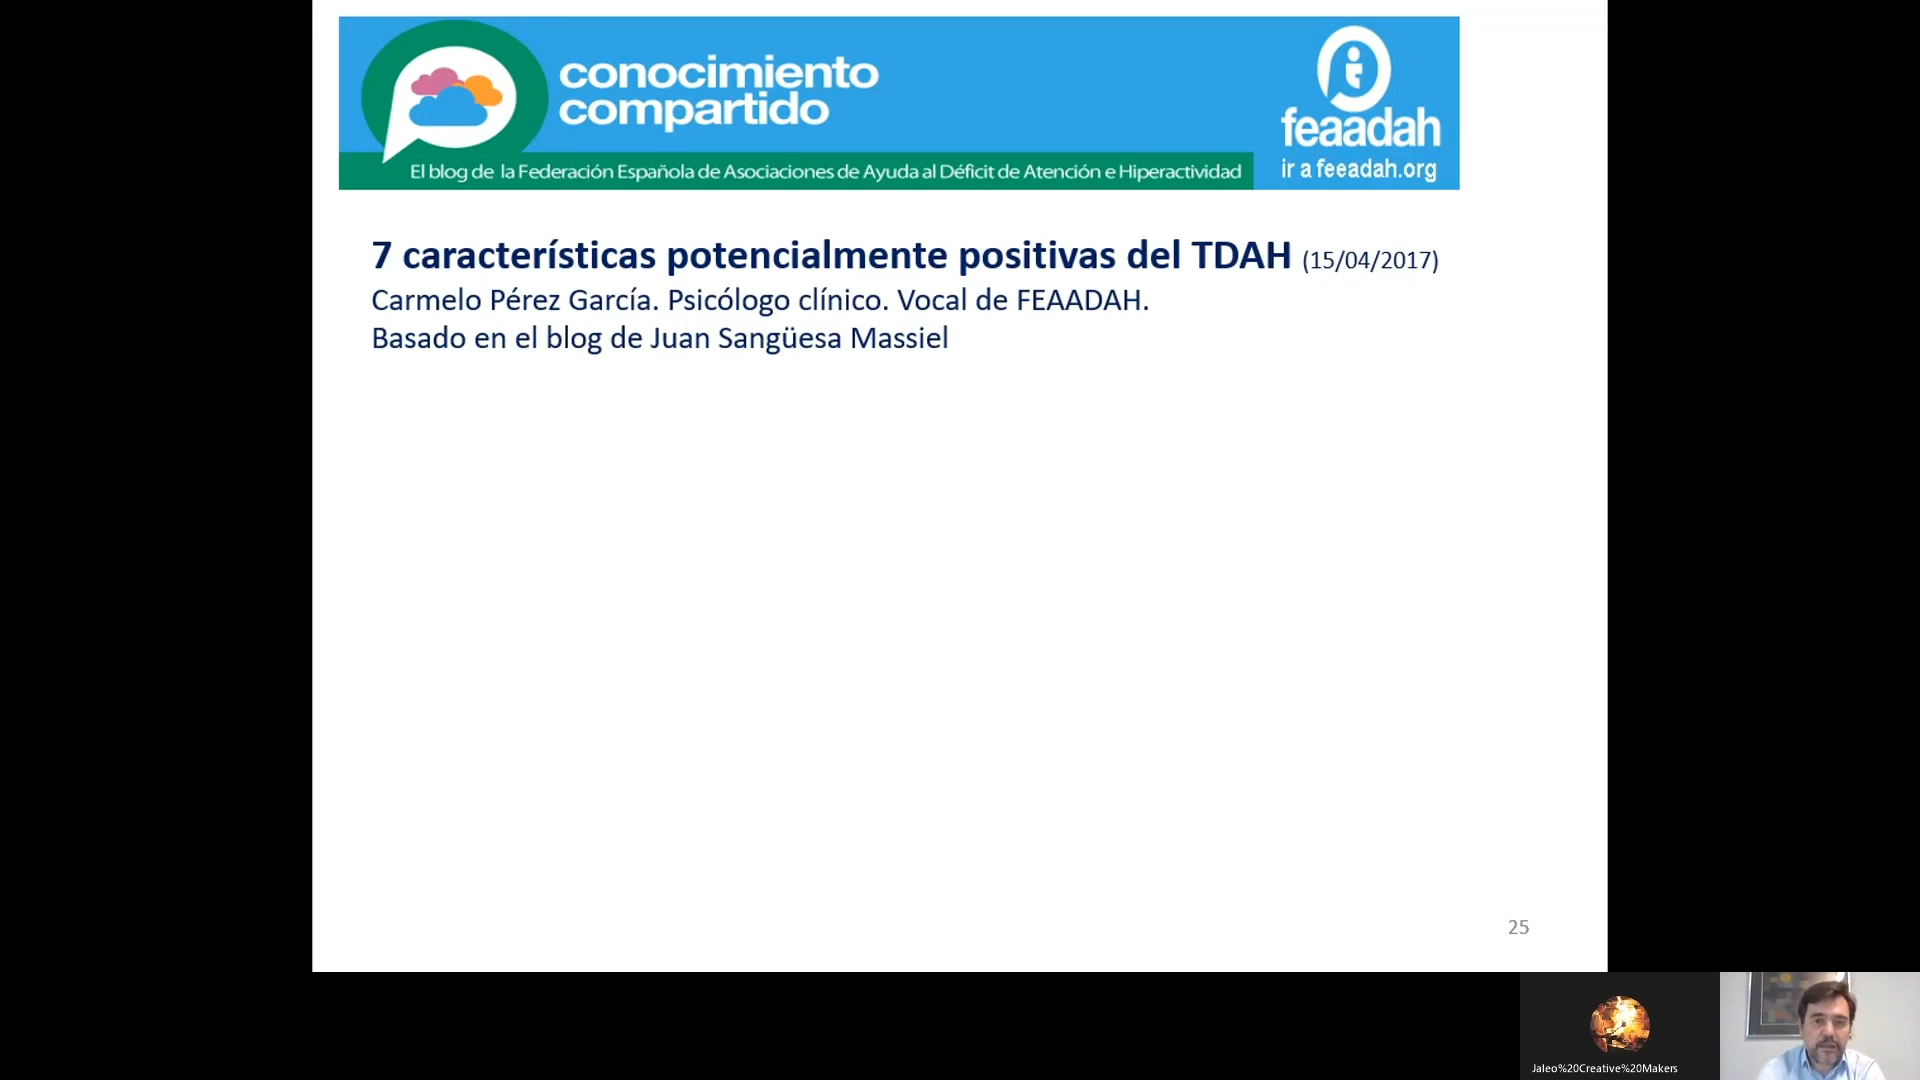 conocimiento
compartido
El blog de la Federación Española de Asociaciones de Ayuda al Déficit de Atención e Hiperactividad
feaadah
ir a feeadah.org
7 características potencialmente positivas del TDAH (15/04/2017)
Carmelo Pérez García. Psicólogo clínico. Vocal de FEAADAH.
Basado en el blog de Juan Sangüesa Massiel
25
Jaleo%20Creative%20Makers